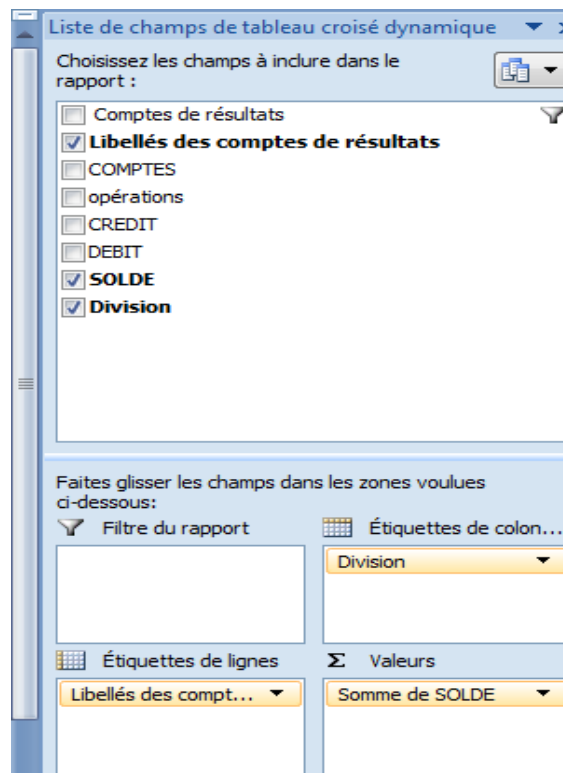 Liste de champs de tableau croisé dynamique
Choisissez les champs à inclure dans le
rapport :
Comptes de résultats
Libellés des comptes de résultats
COMPTES
opérations
CREDIT
DEBIT
SOLDE
Division
Faites glisser les champs dans les zones voulues
ci-dessous:
Filtre du rapport
Étiquettes de colon...
Division
Étiquettes de lignes
Σ Valeurs
Libellés des compt...
Somme de SOLDE